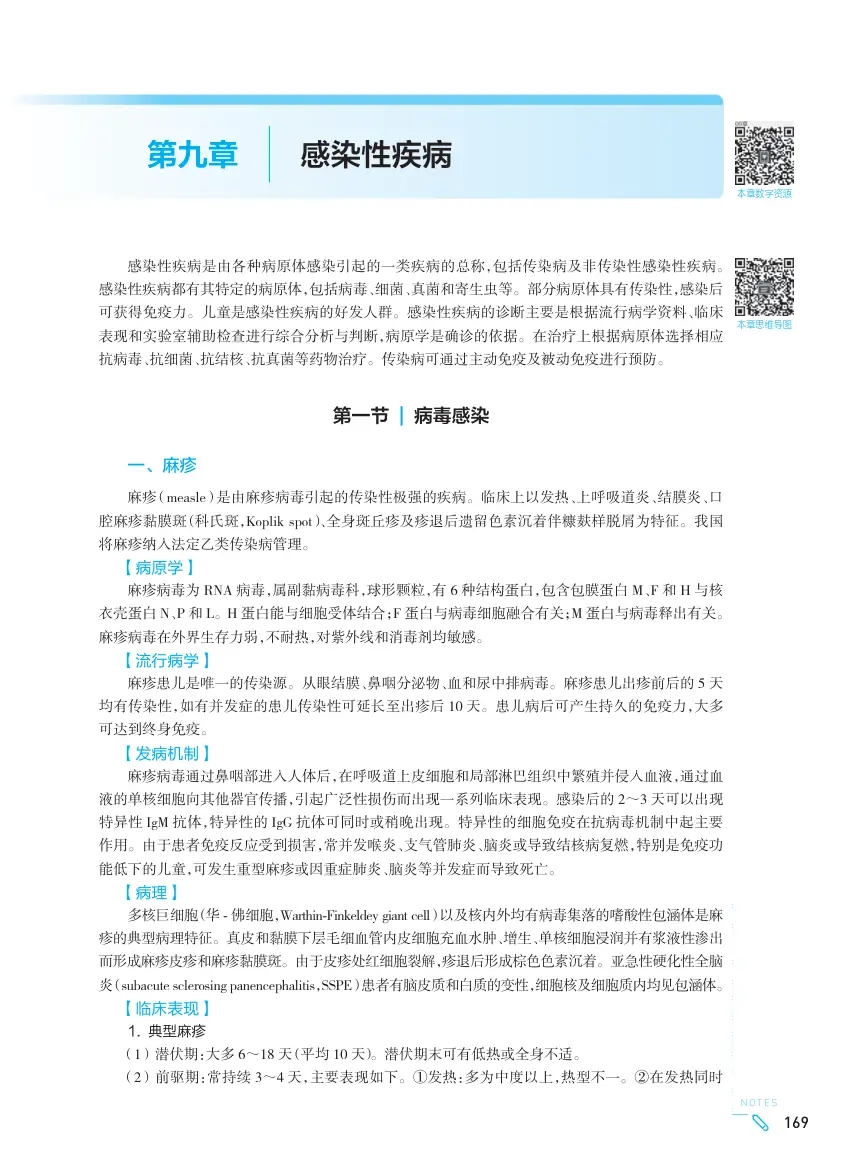 第九章
感染性疾病
本章数字资源
感染性疾病是由各种病原体感染引起的一类疾病的总称，包括传染病及非传染性感染性疾病。
感染性疾病都有其特定的病原体，包括病毒、细菌、真菌和寄生虫等。部分病原体具有传染性，感染后
可获得免疫力。儿童是感染性疾病的好发人群。感染性疾病的诊断主要是根据流行病学资料、临床
表现和实验室辅助检查进行综合分析与判断，病原学是确诊的依据。在治疗上根据病原体选择相应
抗病毒、抗细菌、抗结核、抗真菌等药物治疗。传染病可通过主动免疫及被动免疫进行预防。
本章思维导图
第一节 | 病毒感染
一、麻疹
麻疹（measle）是由麻疹病毒引起的传染性极强的疾病。临床上以发热、上呼吸道炎、结膜炎、口
腔麻疹黏膜斑（科氏斑，Koplik spot）、全身斑丘疹及疹退后遗留色素沉着伴糠麸样脱屑为特征。我国
将麻疹纳入法定乙类传染病管理。
【病原学】
麻疹病毒为 RNA 病毒，属副黏病毒科，球形颗粒，有 6 种结构蛋白，包含包膜蛋白 M、F 和 H 与核
衣壳蛋白 N、P 和 L。H 蛋白能与细胞受体结合；F 蛋白与病毒细胞融合有关；M 蛋白与病毒释出有关。
麻疹病毒在外界生存力弱，不耐热，对紫外线和消毒剂均敏感。
【流行病学】
麻疹患儿是唯一的传染源。从眼结膜、鼻咽分泌物、血和尿中排病毒。麻疹患儿出疹前后的 5 天
均有传染性，如有并发症的患儿传染性可延长至出疹后 10 天。患儿病后可产生持久的免疫力，大多
可达到终身免疫。
【发病机制】
麻疹病毒通过鼻咽部进入人体后，在呼吸道上皮细胞和局部淋巴组织中繁殖并侵入血液，通过血
液的单核细胞向其他器官传播，引起广泛性损伤而出现一系列临床表现。感染后的 2～3 天可以出现
特异性 IgM 抗体，特异性的 IgG 抗体可同时或稍晚出现。特异性的细胞免疫在抗病毒机制中起主要
作用。由于患者免疫反应受到损害，常并发喉炎、支气管肺炎、脑炎或导致结核病复燃，特别是免疫功
能低下的儿童，可发生重型麻疹或因重症肺炎、脑炎等并发症而导致死亡。
【病理】
多核巨细胞（华 - 佛细胞，Warthin-Finkeldey giant cell）以及核内外均有病毒集落的嗜酸性包涵体是麻
疹的典型病理特征。真皮和黏膜下层毛细血管内皮细胞充血水肿、增生、单核细胞浸润并有浆液性渗出
而形成麻疹皮疹和麻疹黏膜斑。由于皮疹处红细胞裂解，疹退后形成棕色色素沉着。亚急性硬化性全脑
炎（subacute sclerosing panencephalitis，SSPE）患者有脑皮质和白质的变性，细胞核及细胞质内均见包涵体。
【临床表现】
1. 典型麻疹
（1）潜伏期：大多 6～18 天（平均 10 天）。潜伏期末可有低热或全身不适。
（2）前驱期：常持续 3～4 天，主要表现如下。①发热：多为中度以上，热型不一。②在发热同时
NOTES
169